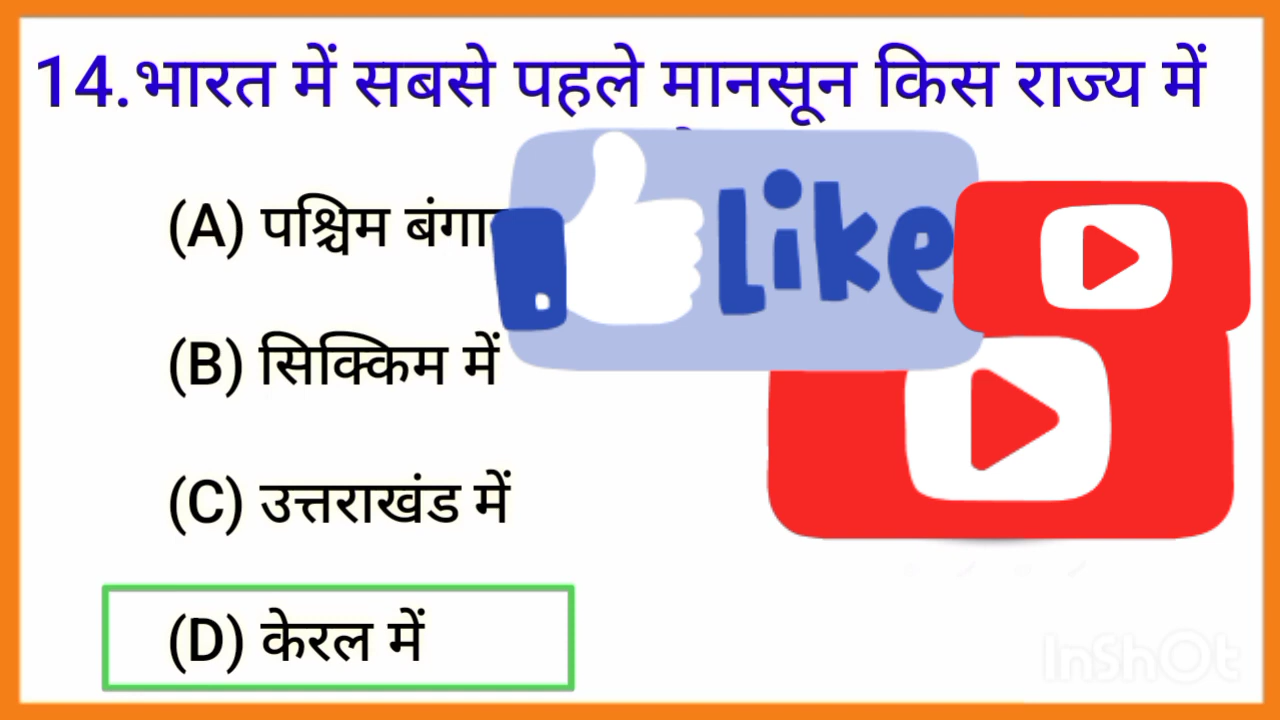 14.भारत में सबसे पहले मानसून किस राज्य में
Like
(A) पश्चिम
(B) सिक्किम में
(C) उत्तराखंड में
(D) केरल में
InShOt